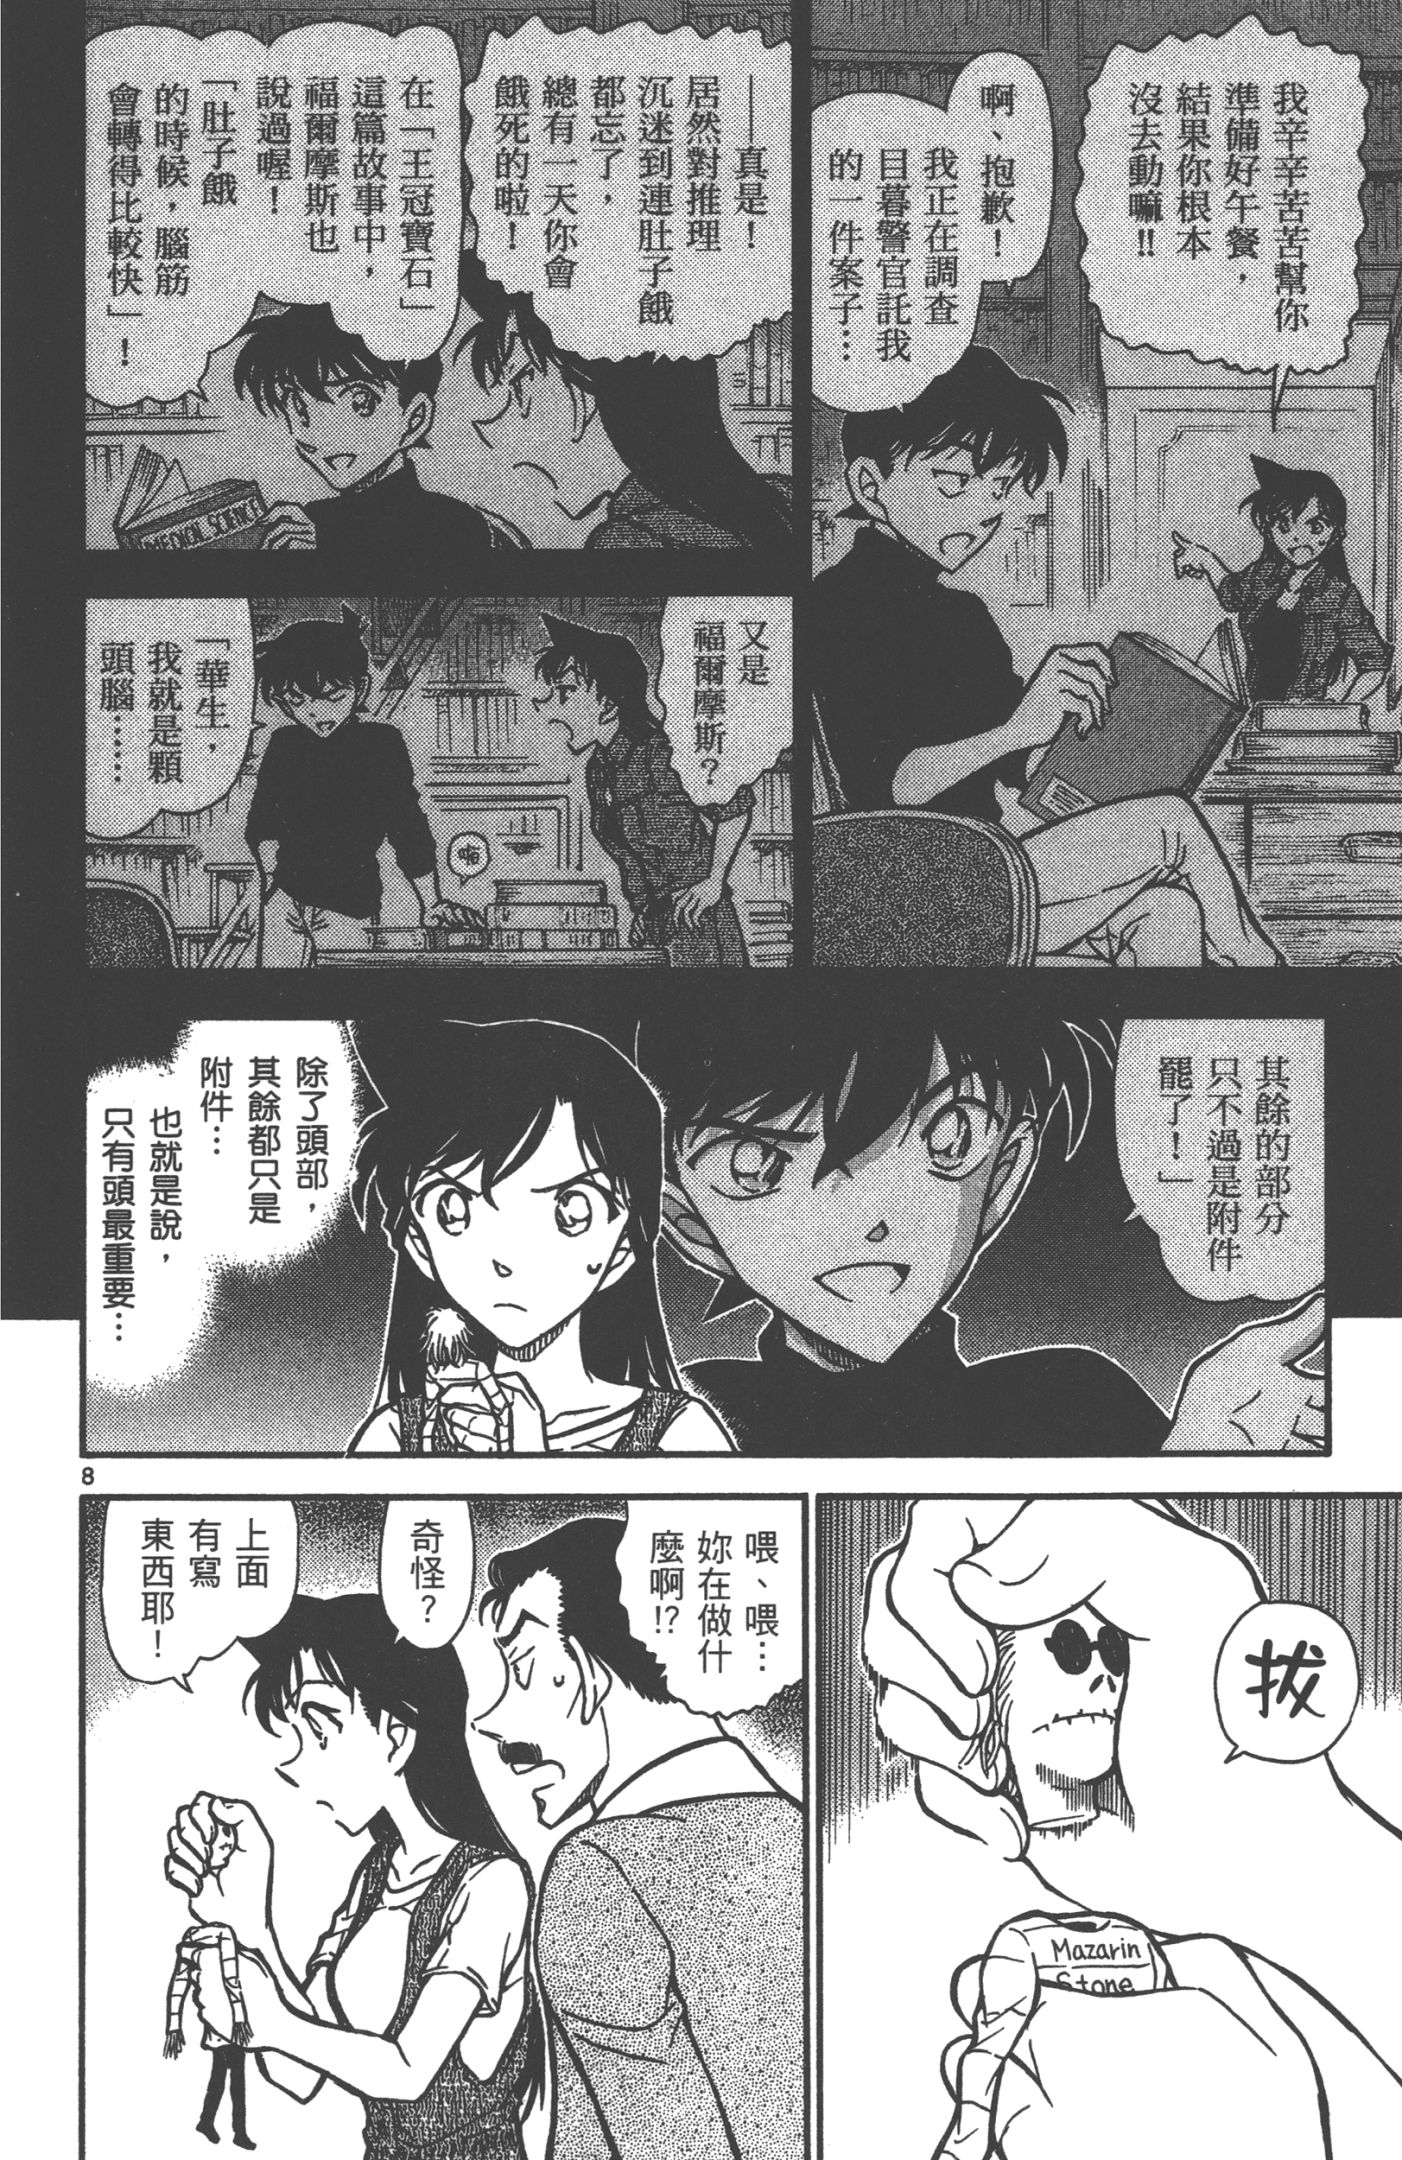 我辛辛苦苦幫你
準備好午餐，
結果你根本
沒去動嘛!!
啊、抱歉！
我正在調查
目暮警官託我
的一件案子…
——真是！
居然對推理
沉迷到連肚子餓
都忘了，
總有一天你會
餓死的啦！
在「王冠寶石」
這篇故事中，
福爾摩斯也
說過喔！
「肚子餓
的時候，腦筋
會轉得比較快」！
MEDICAL SCIENCE
又是
福爾摩斯？
嗨
「華生，
我就是顆
頭腦……
其餘的部分
只不過是附件
罷了！」
除了頭部，
其餘都只是
附件…
也就是說，
只有頭最重要…
8
拔
Mazarin
Stone
喂、喂…
妳在做什
麼啊!?
奇怪？
上面
有寫
東西耶！